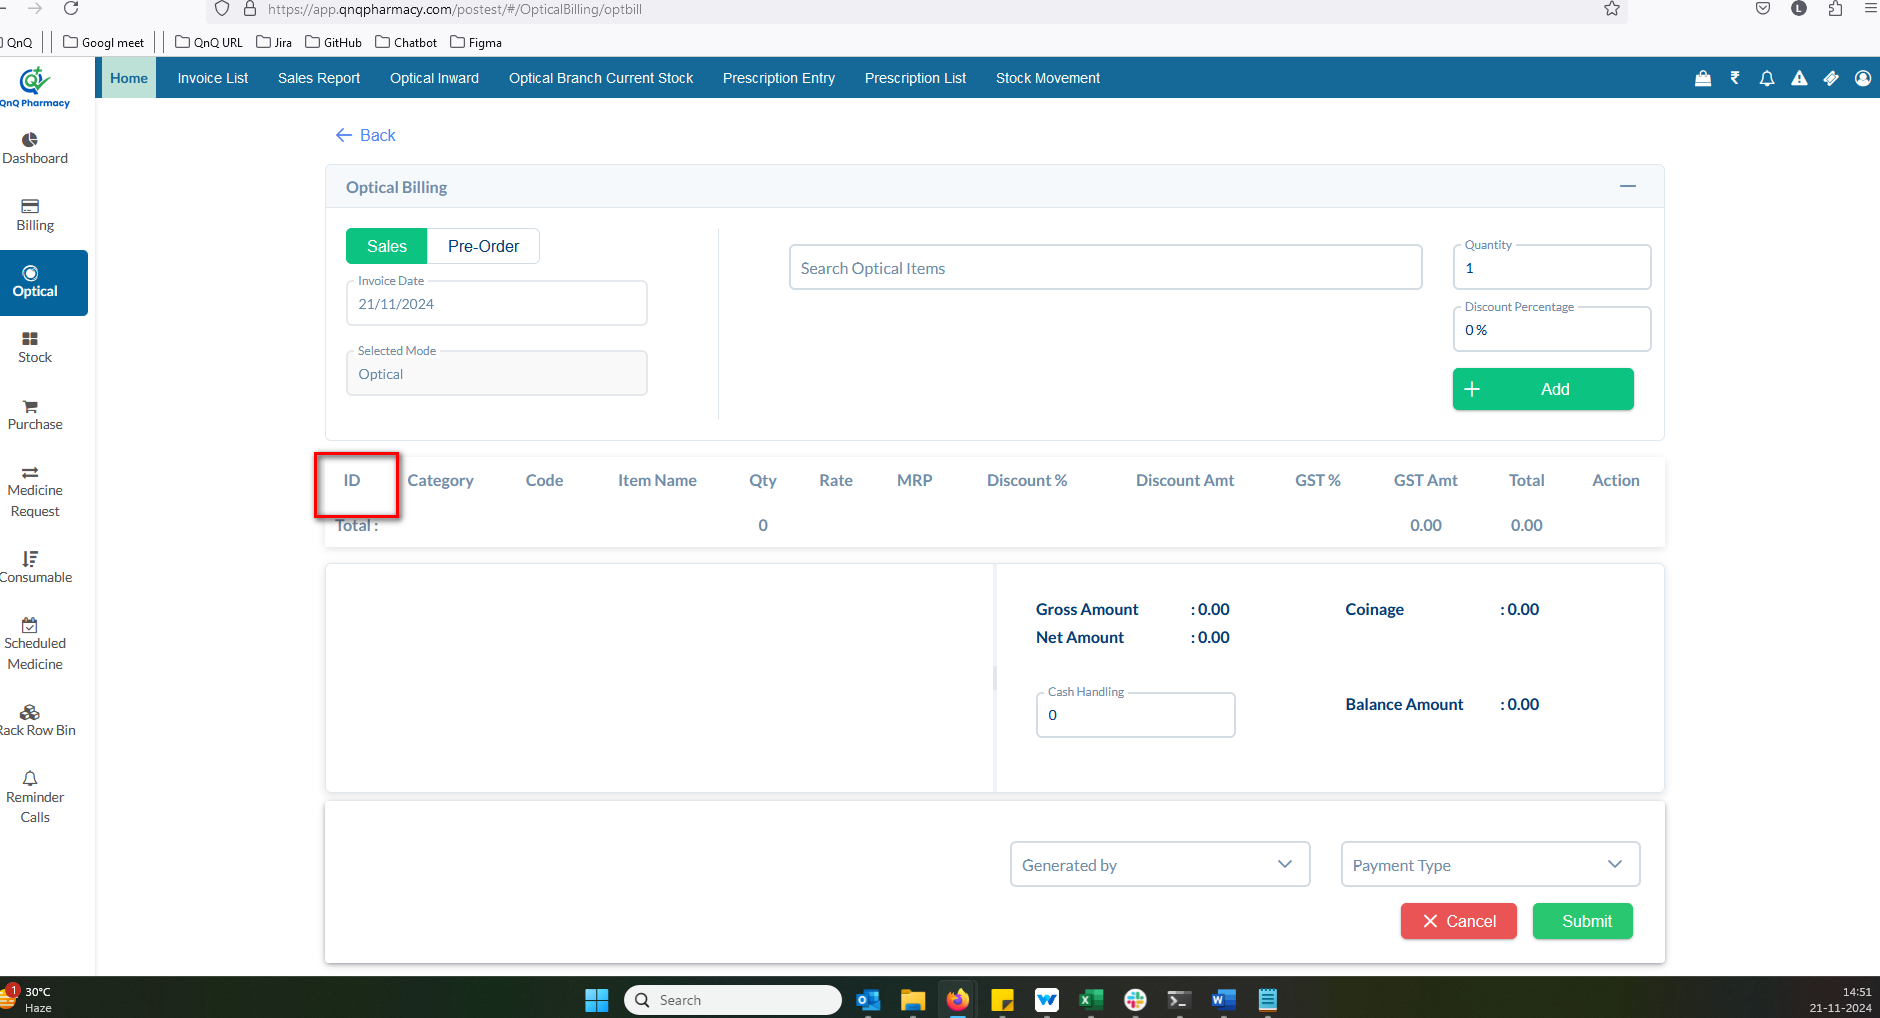 https://app.qnqpharmacy.com/postest/#/OpticalBilling/optbill
L
QnQ
Googl meet
QnQ URL
Jira
GitHub
Chatbot
Figma
QnQ Pharmacy
Home
Invoice List
Sales Report
Optical Inward
Optical Branch Current Stock
Prescription Entry
Prescription List
Stock Movement
Dashboard
Billing
Optical
Stock
Purchase
Medicine
Request
Consumable
Scheduled
Medicine
Rack Row Bin
Reminder
Calls
Back
Optical Billing
Sales
Pre-Order
Invoice Date
21/11/2024
Selected Mode
Optical
Search Optical Items
Quantity
1
Discount Percentage
0 %
Add
ID Category Code Item Name Qty Rate MRP Discount % Discount Amt GST % GST Amt Total Action
Total : 0 0.00 0.00
Gross Amount : 0.00
Coinage : 0.00
Net Amount : 0.00
Cash Handling
0
Balance Amount : 0.00
Generated by
Payment Type
Cancel
Submit
1
30°C
Haze
Search
14:51
21-11-2024